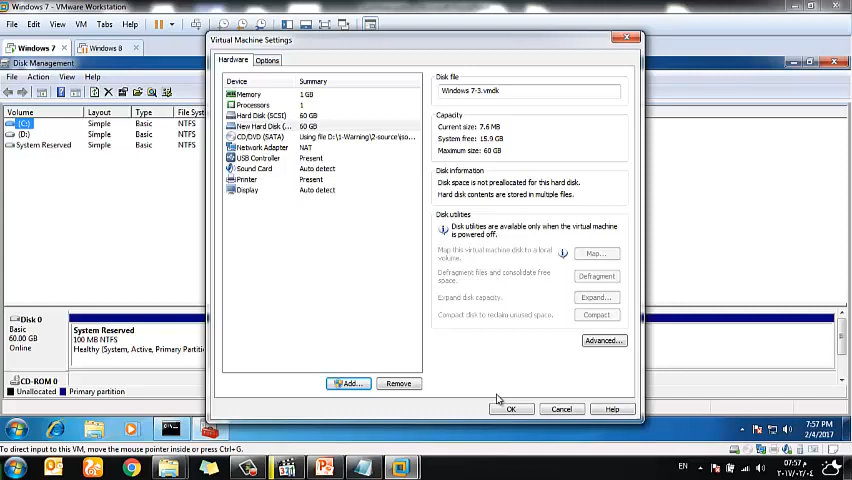 Windows 7 - VMware Workstation
File Edit View VM Tabs Help
Windows 7 Windows 8
Disk Management
File Action View Help
Volume Layout Type File Syst
(C:) Simple Basic NTFS
(D:) Simple Basic NTFS
System Reserved Simple Basic NTFS
Disk 0
Basic
60.00 GB
Online
System Reserved
100 MB NTFS
Healthy (System, Active, Primary Partition
CD-ROM 0
Unallocated Primary partition
Virtual Machine Settings
Hardware Options
Device Summary
Memory 1 GB
Processors 1
Hard Disk (SCSI) 60 GB
New Hard Disk (... 60 GB
CD/DVD (SATA) Using file D:\1-Warning\2-source\iso...
Network Adapter NAT
USB Controller Present
Sound Card Auto detect
Printer Present
Display Auto detect
Add... Remove
Disk file
Windows 7-3.vmdk
Capacity
Current size: 7.6 MB
System free: 15.9 GB
Maximum size: 60 GB
Disk information
Disk space is not preallocated for this hard disk.
Hard disk contents are stored in multiple files.
Disk utilities
Disk utilities are available only when the virtual machine
is powered off.
Map this virtual machine disk to a local
volume.
Map...
Defragment files and consolidate free
space.
Defragment
Expand disk capacity.
Expand...
Compact disk to reclaim unused space.
Compact
Advanced...
OK Cancel Help
7:57 PM
2/4/2017
To direct input to this VM, move the mouse pointer inside or press Ctrl+G.
EN
07:57 م
٢٠١٧/٠٢/٠٤